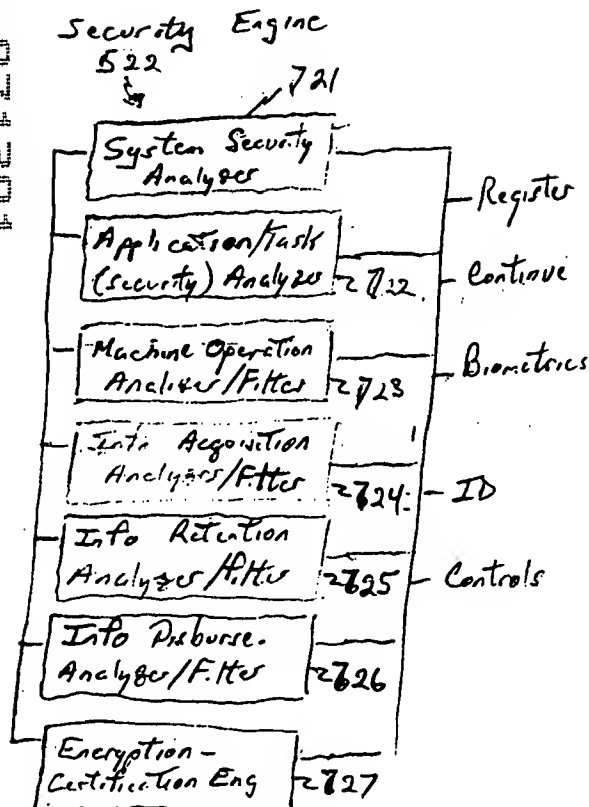 Security Engine
522
721
System Security
Analyzer
Register
Application/Task
(security) Analyzer
722
Continue
Machine Operation
Analyzer/Filter
723
Biometrics
Info Acquisition
Analyzer/Filter
724
ID
Info Retention
Analyzer/Filter
725
Controls
Info Disburse.
Analyzer/Filter
726
Encryption-
Certification Eng
727